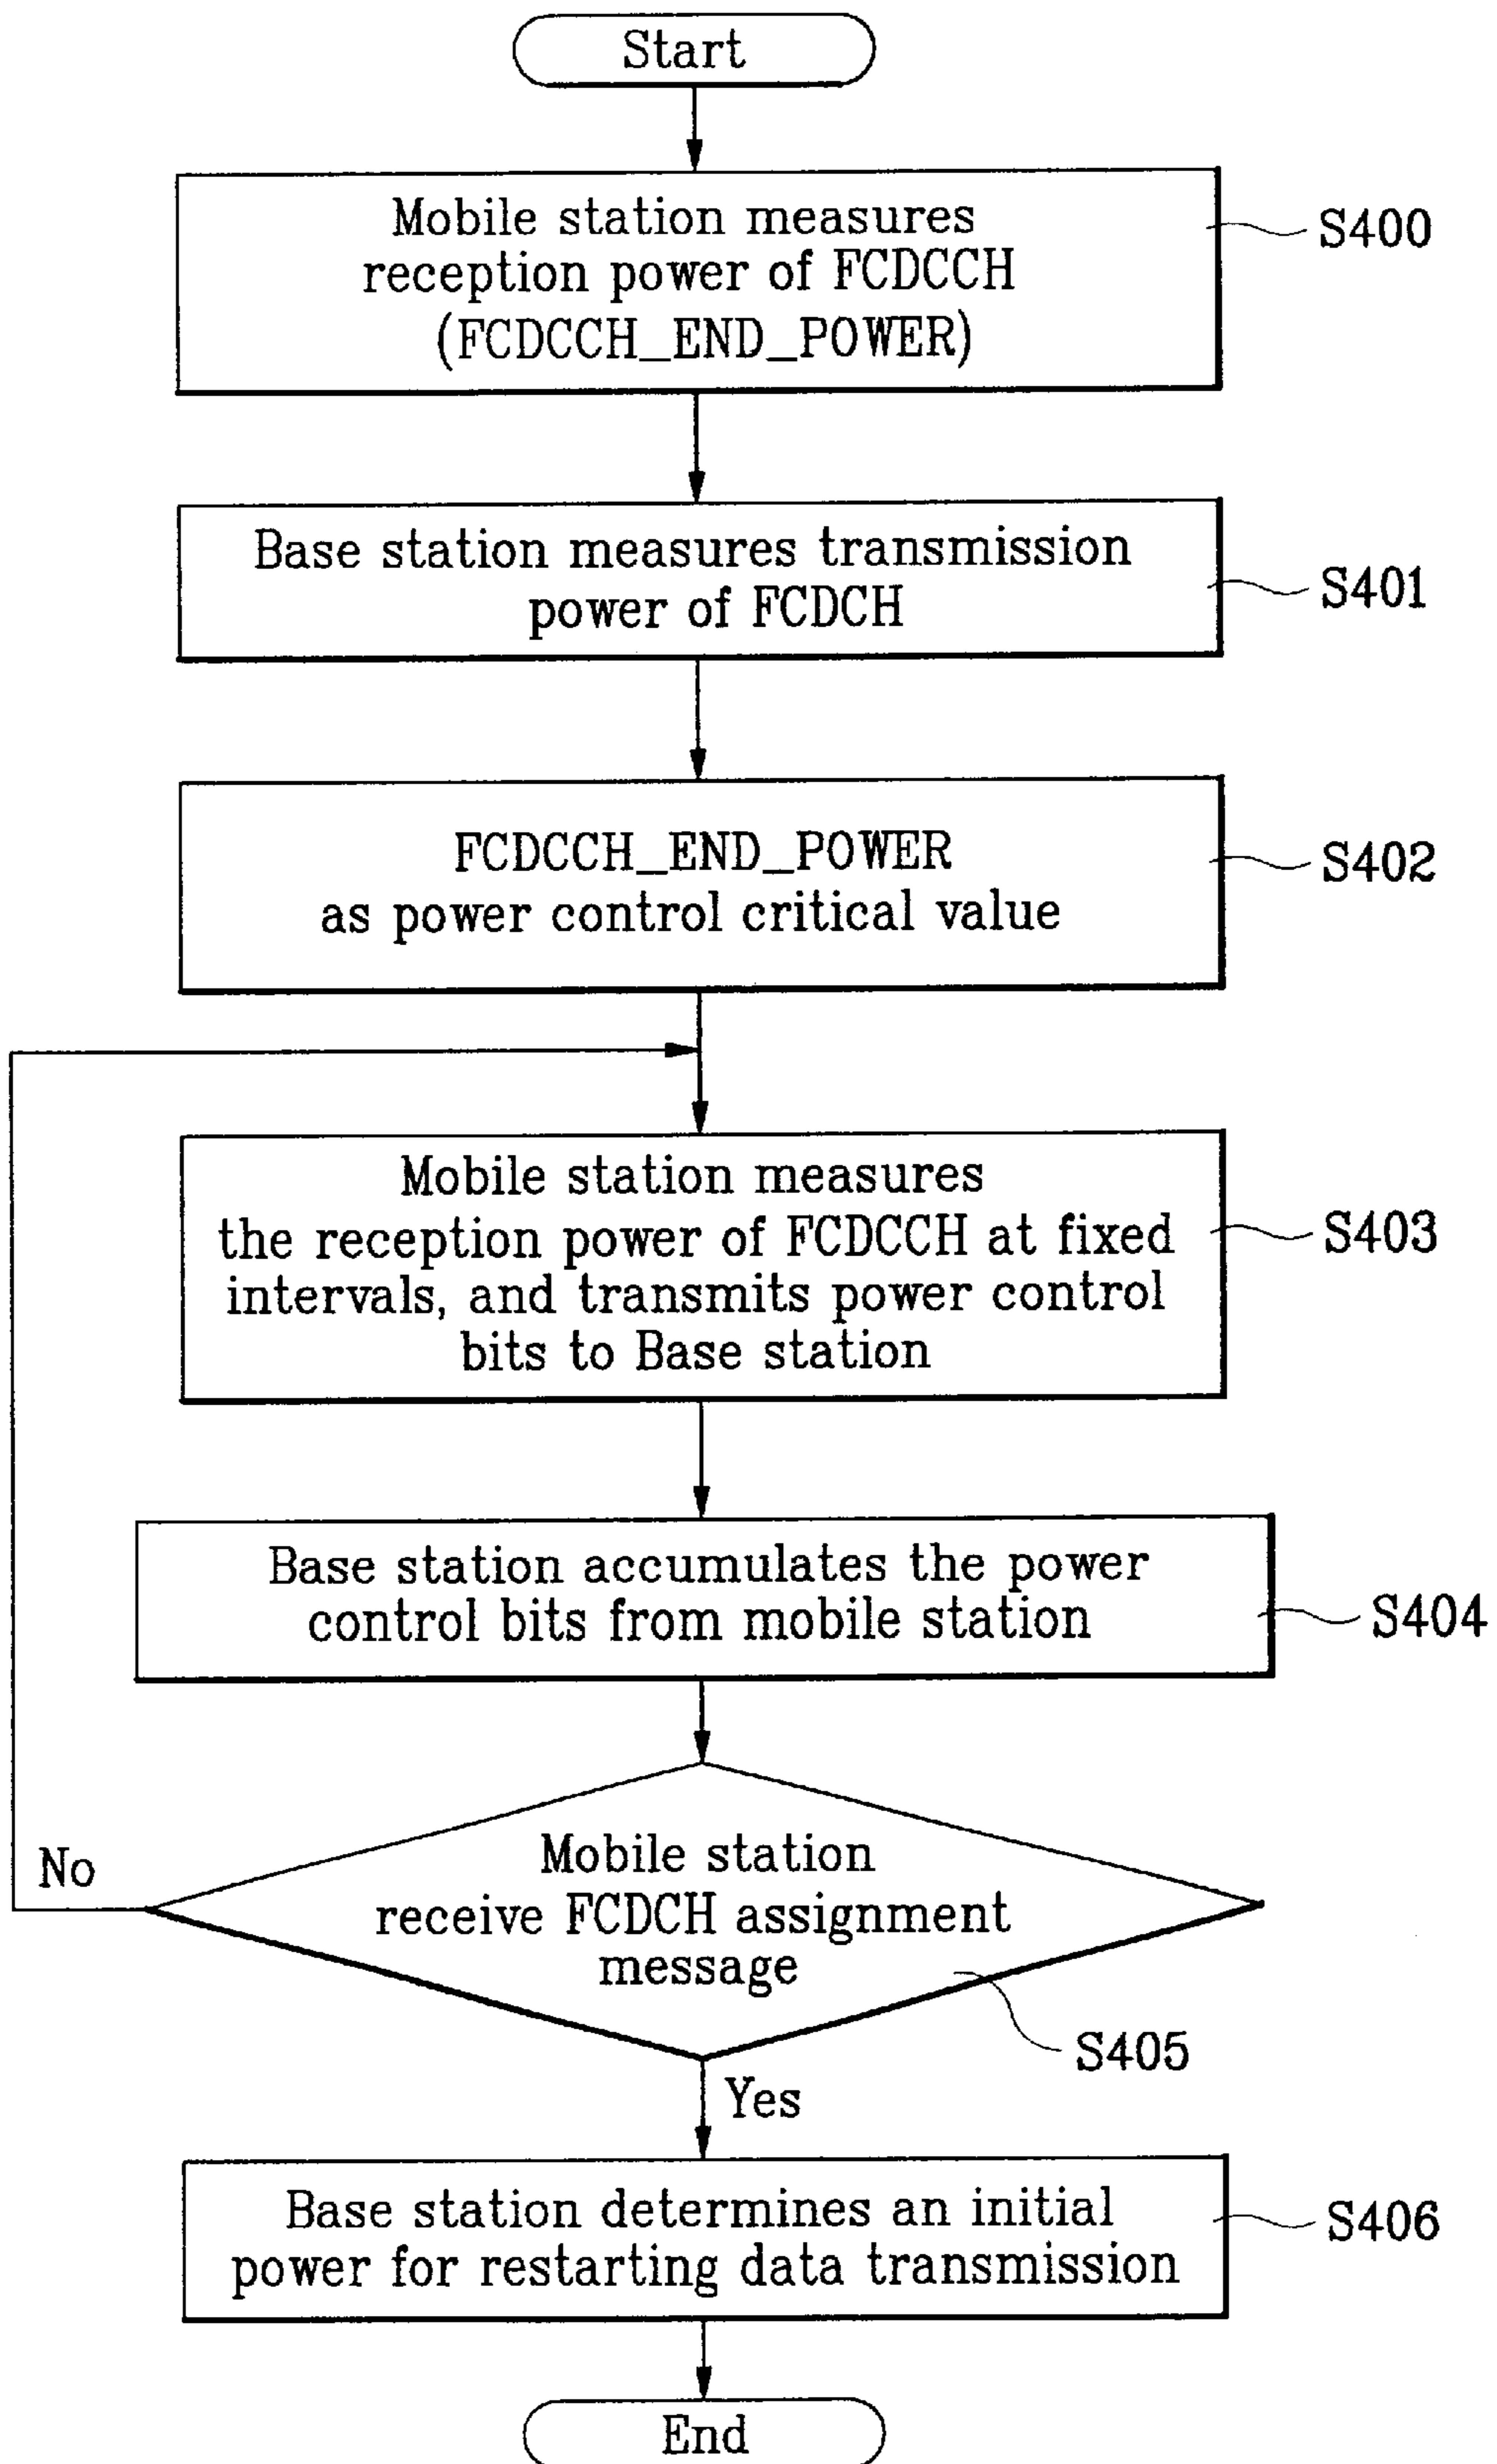 Start
Mobile station measures
reception power of FCDCCH
(FCDCCH_END_POWER)
S400
Base station measures transmission
power of FCDCH
S401
FCDCCH_END_POWER
as power control critical value
S402
Mobile station measures
the reception power of FCDCCH at fixed
intervals, and transmits power control
bits to Base station
S403
Base station accumulates the power
control bits from mobile station
S404
Mobile station
receive FCDCH assignment
message
No
S405
Yes
Base station determines an initial
power for restarting data transmission
S406
End